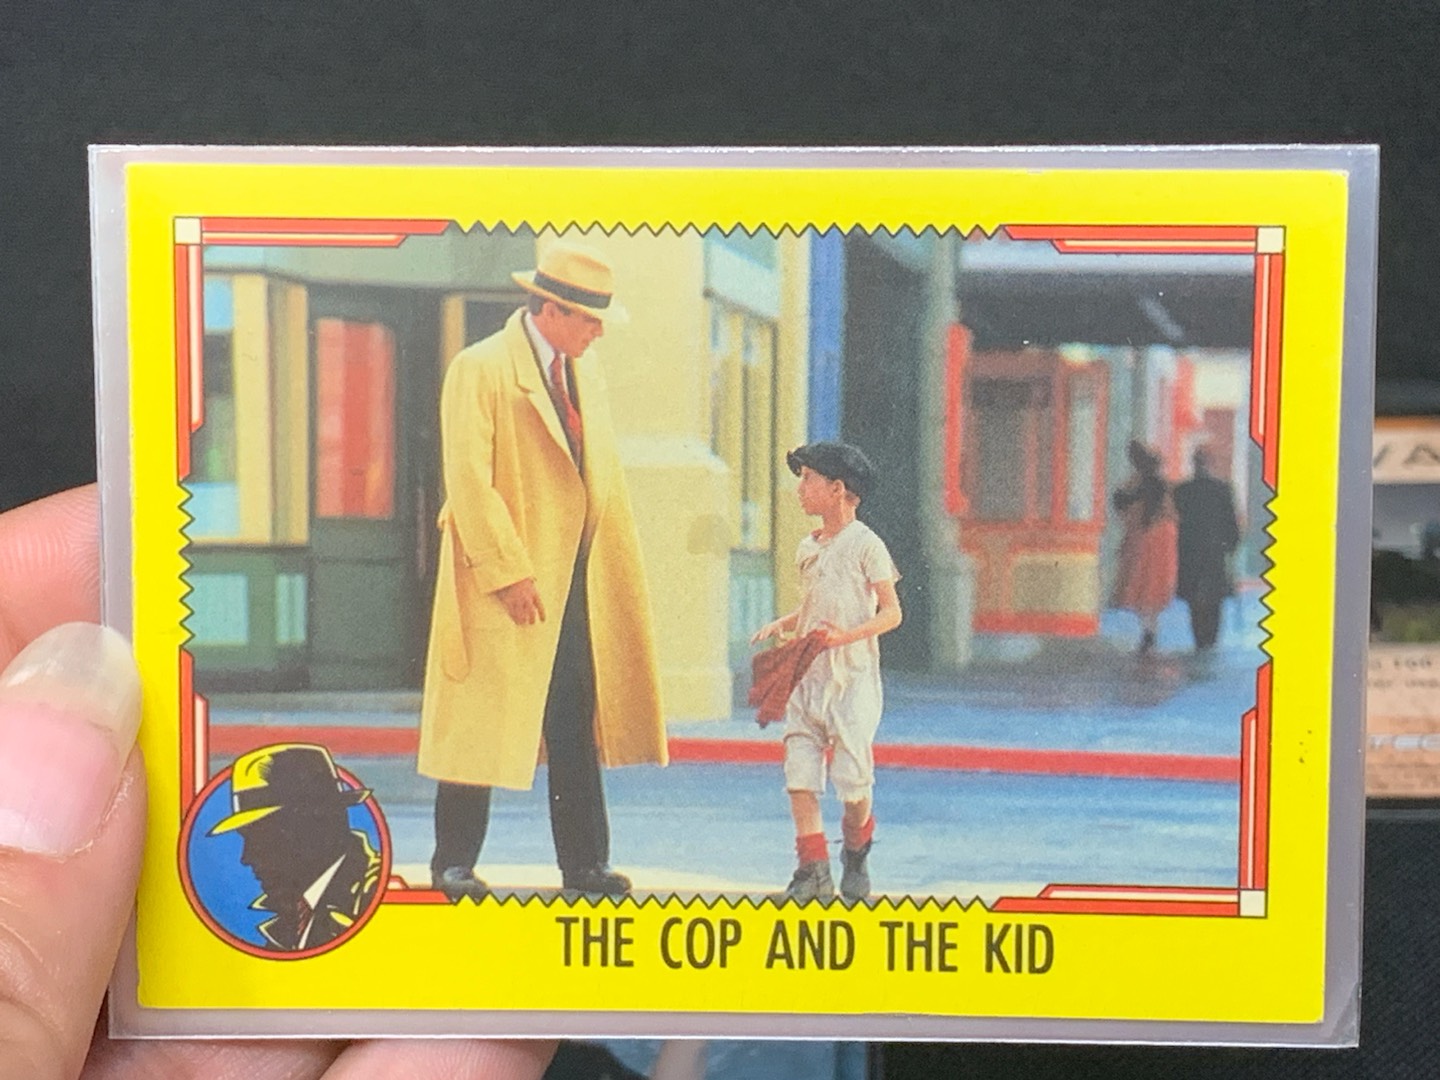 THE COP AND THE KID